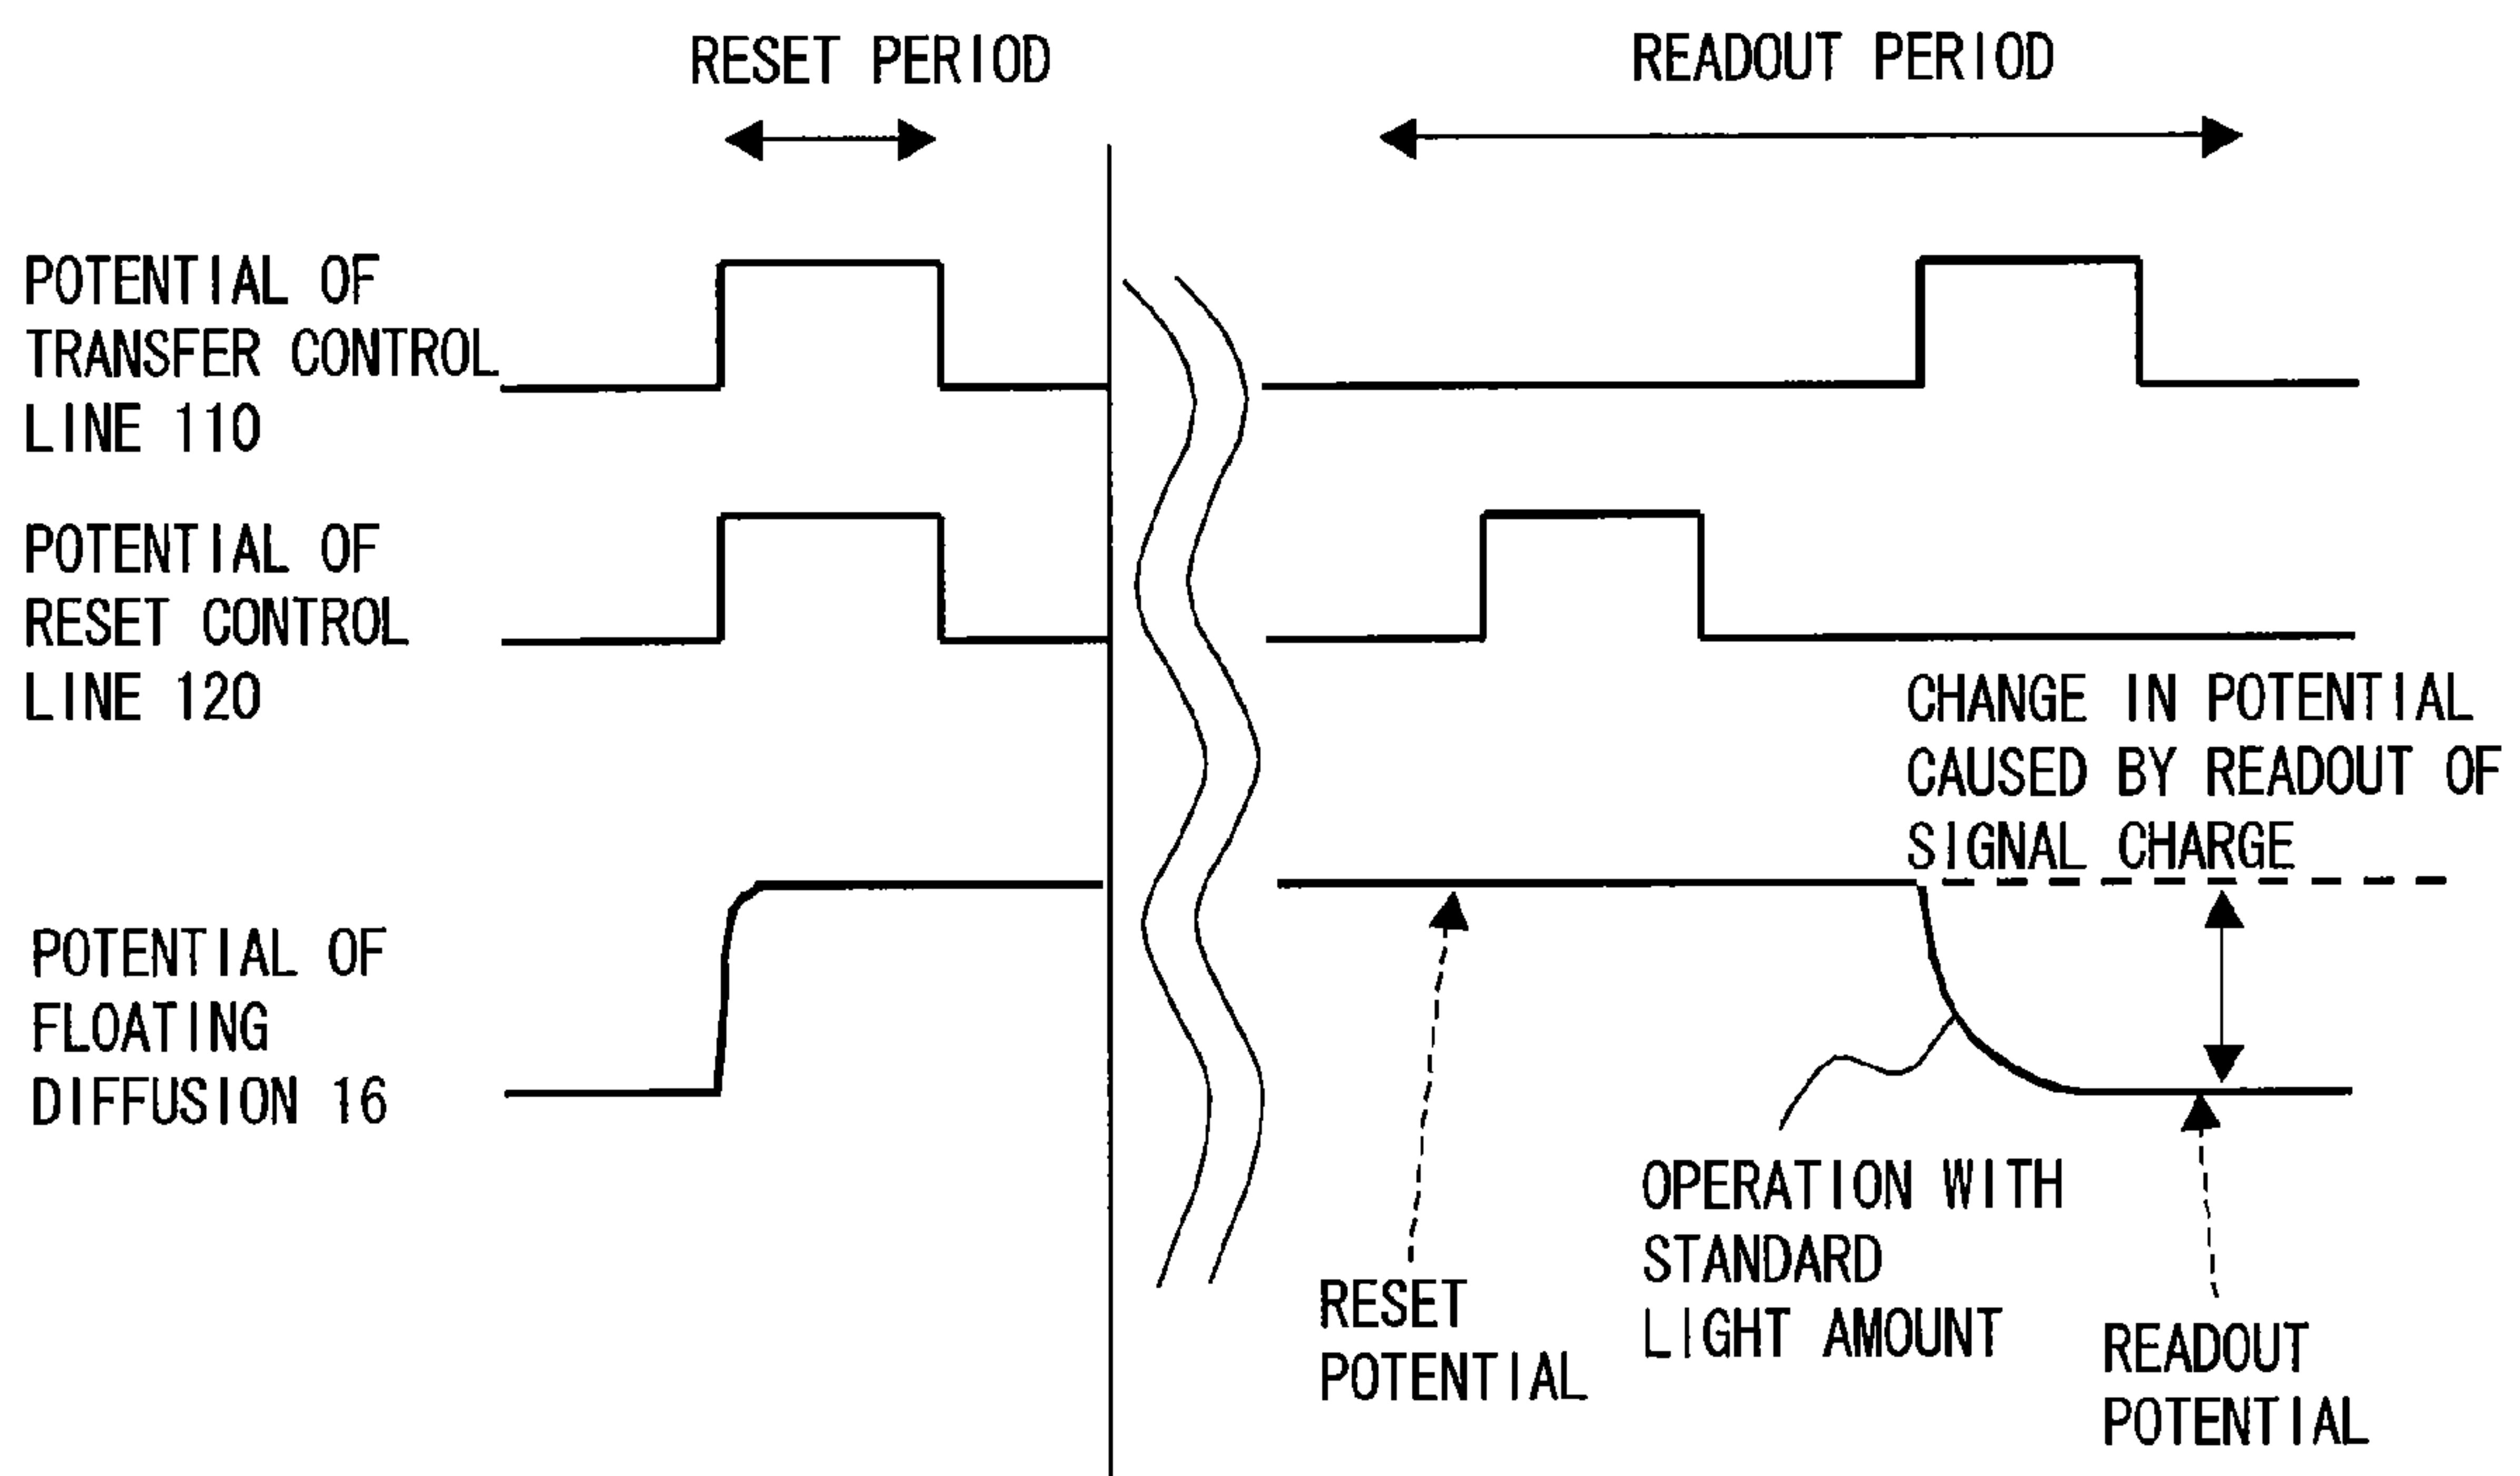 RESET PERIOD
READOUT PERIOD
POTENTIAL OF
TRANSFER CONTROL
LINE 110
POTENTIAL OF
RESET CONTROL
LINE 120
CHANGE IN POTENTIAL
CAUSED BY READOUT OF
SIGNAL CHARGE
POTENTIAL OF
FLOATING
DIFFUSION 16
OPERATION WITH
STANDARD
LIGHT AMOUNT
RESET
POTENTIAL
READOUT
POTENTIAL